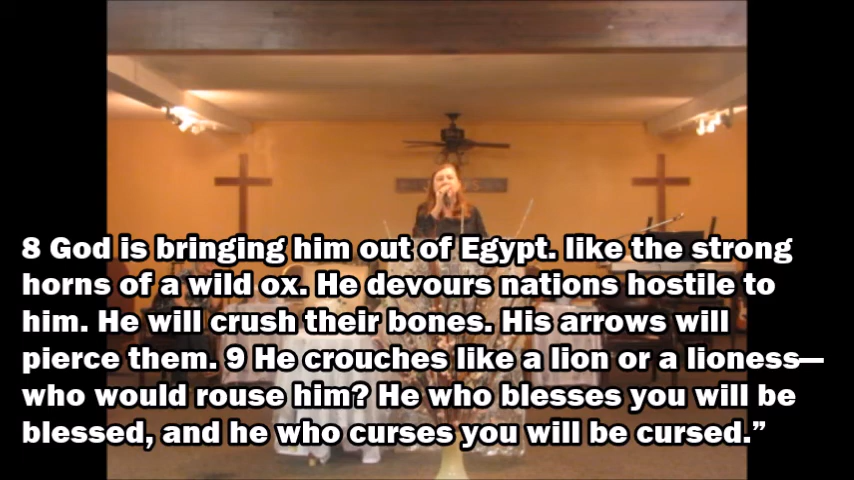 8 God is bringing him out of Egypt. like the strong
horns of a wild ox. He devours nations hostile to
him. He will crush their bones. His arrows will
pierce them. 9 He crouches like a lion or a lioness—
who would rouse him? He who blesses you will be
blessed, and he who curses you will be cursed.”